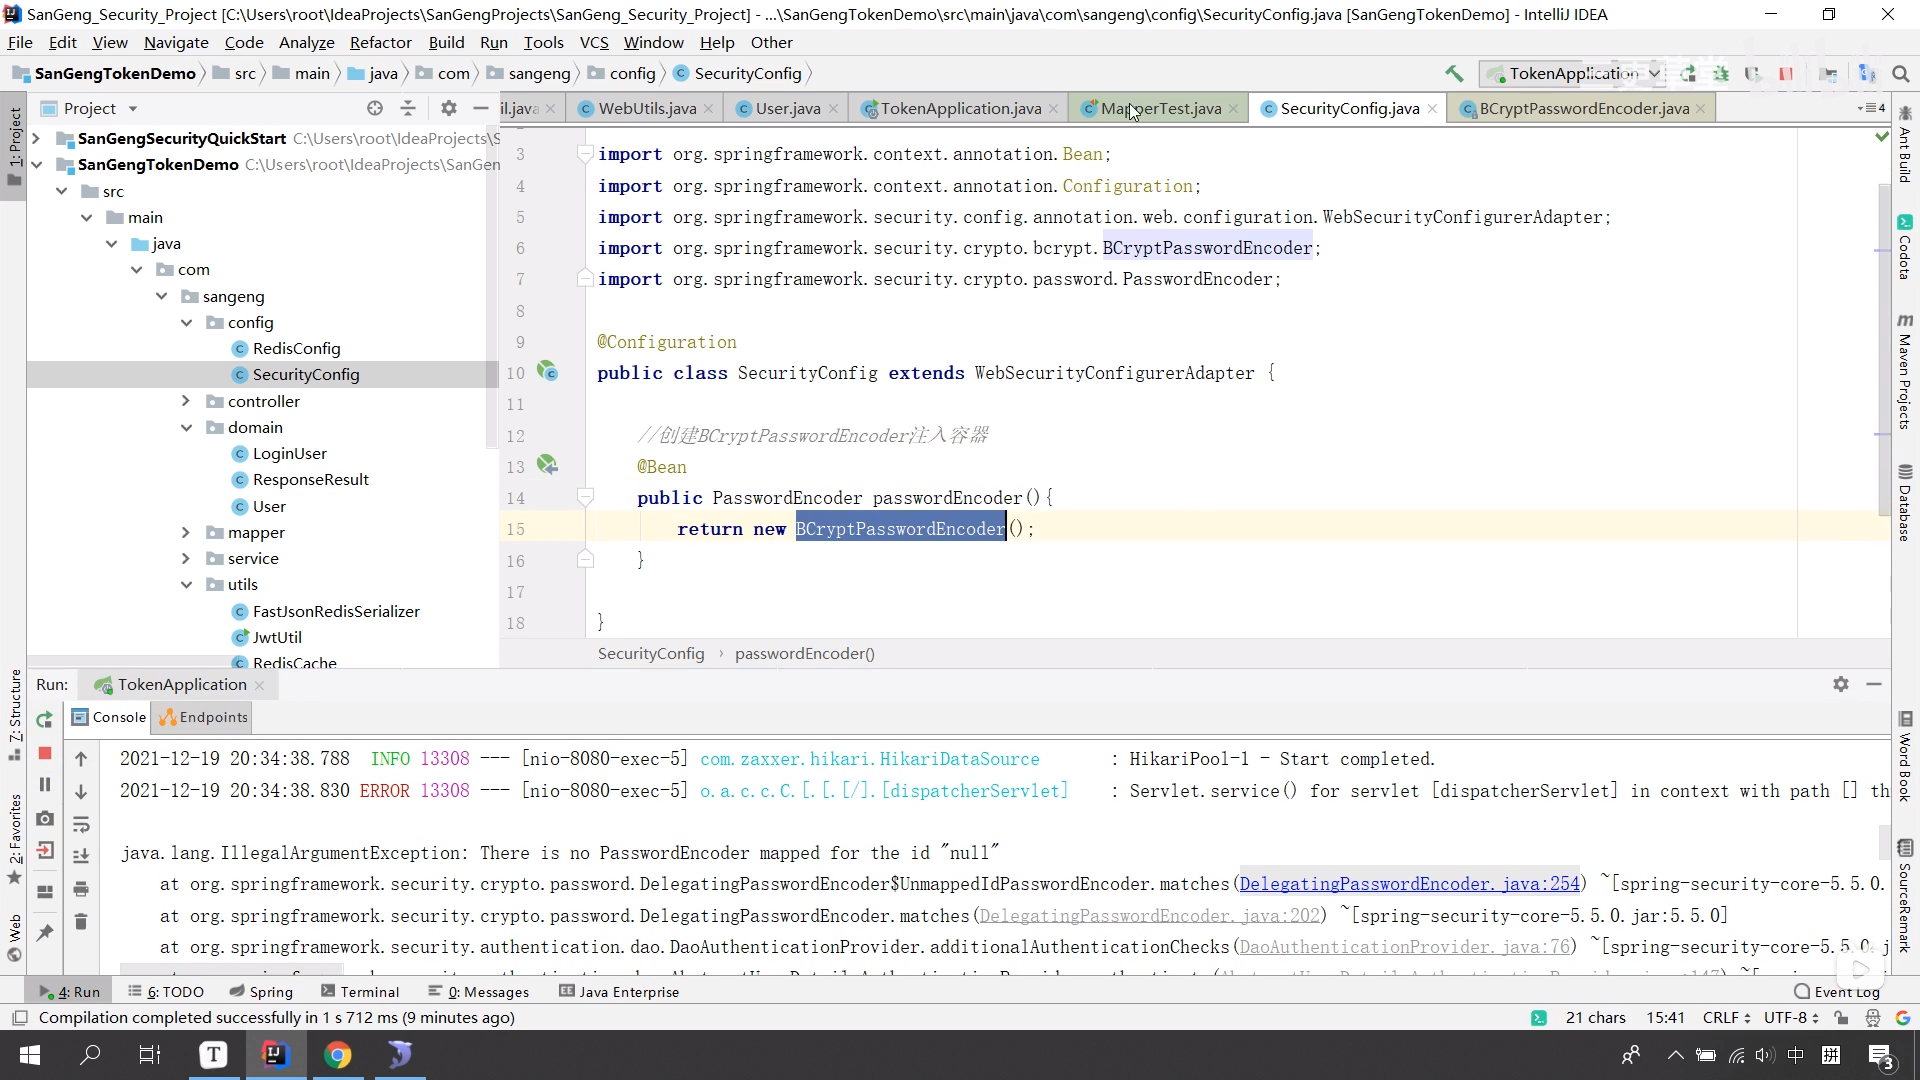 SanGeng_Security_Project [C:\Users\root\IdeaProjects\SanGengProjects\SanGeng_Security_Project] - ...\SanGengTokenDemo\src\main\java\com\sangeng\config\SecurityConfig.java [SanGengTokenDemo] - IntelliJ IDEA
File Edit View Navigate Code Analyze Refactor Build Run Tools VCS Window Help Other
SanGengTokenDemo src main java com sangeng config SecurityConfig TokenApplication
Project il.java WebUtils.java User.java TokenApplication.java MapperTest.java SecurityConfig.java BCryptPasswordEncoder.java 4
1: Project
SanGengSecurityQuickStart C:\Users\root\IdeaProjects\S
SanGengTokenDemo C:\Users\root\IdeaProjects\SanGen
src
main
java
com
sangeng
config
RedisConfig
SecurityConfig
controller
domain
LoginUser
ResponseResult
User
mapper
service
utils
FastJsonRedisSerializer
JwtUtil
RedisCache
3 import org.springframework.context.annotation.Bean;
4 import org.springframework.context.annotation.Configuration;
5 import org.springframework.security.config.annotation.web.configuration.WebSecurityConfigurerAdapter;
6 import org.springframework.security.crypto.bcrypt.BCryptPasswordEncoder;
7 import org.springframework.security.crypto.password.PasswordEncoder;
8
9 @Configuration
10 public class SecurityConfig extends WebSecurityConfigurerAdapter {
11
12 //创建BCryptPasswordEncoder注入容器
13 @Bean
14 public PasswordEncoder passwordEncoder(){
15 return new BCryptPasswordEncoder();
16 }
17
18 }
SecurityConfig › passwordEncoder()
Ant Build
Codota
Maven Projects
Database
Word Book
SourceRemark
7: Structure
2: Favorites
Web
Run: TokenApplication
Console Endpoints
2021-12-19 20:34:38.788 INFO 13308 --- [nio-8080-exec-5] com.zaxxer.hikari.HikariDataSource : HikariPool-1 - Start completed.
2021-12-19 20:34:38.830 ERROR 13308 --- [nio-8080-exec-5] o.a.c.c.C.[.[.[/].[dispatcherServlet] : Servlet.service() for servlet [dispatcherServlet] in context with path [] th
java.lang.IllegalArgumentException: There is no PasswordEncoder mapped for the id "null"
at org.springframework.security.crypto.password.DelegatingPasswordEncoder$UnmappedIdPasswordEncoder.matches(DelegatingPasswordEncoder.java:254) ~[spring-security-core-5.5.0.
at org.springframework.security.crypto.password.DelegatingPasswordEncoder.matches(DelegatingPasswordEncoder.java:202) ~[spring-security-core-5.5.0.jar:5.5.0]
at org.springframework.security.authentication.dao.DaoAuthenticationProvider.additionalAuthenticationChecks(DaoAuthenticationProvider.java:76) ~[spring-security-core-5.5.0.j
4: Run 6: TODO Spring Terminal 0: Messages Java Enterprise Event Log
Compilation completed successfully in 1 s 712 ms (9 minutes ago) 21 chars 15:41 CRLF UTF-8
T 中 拼 3